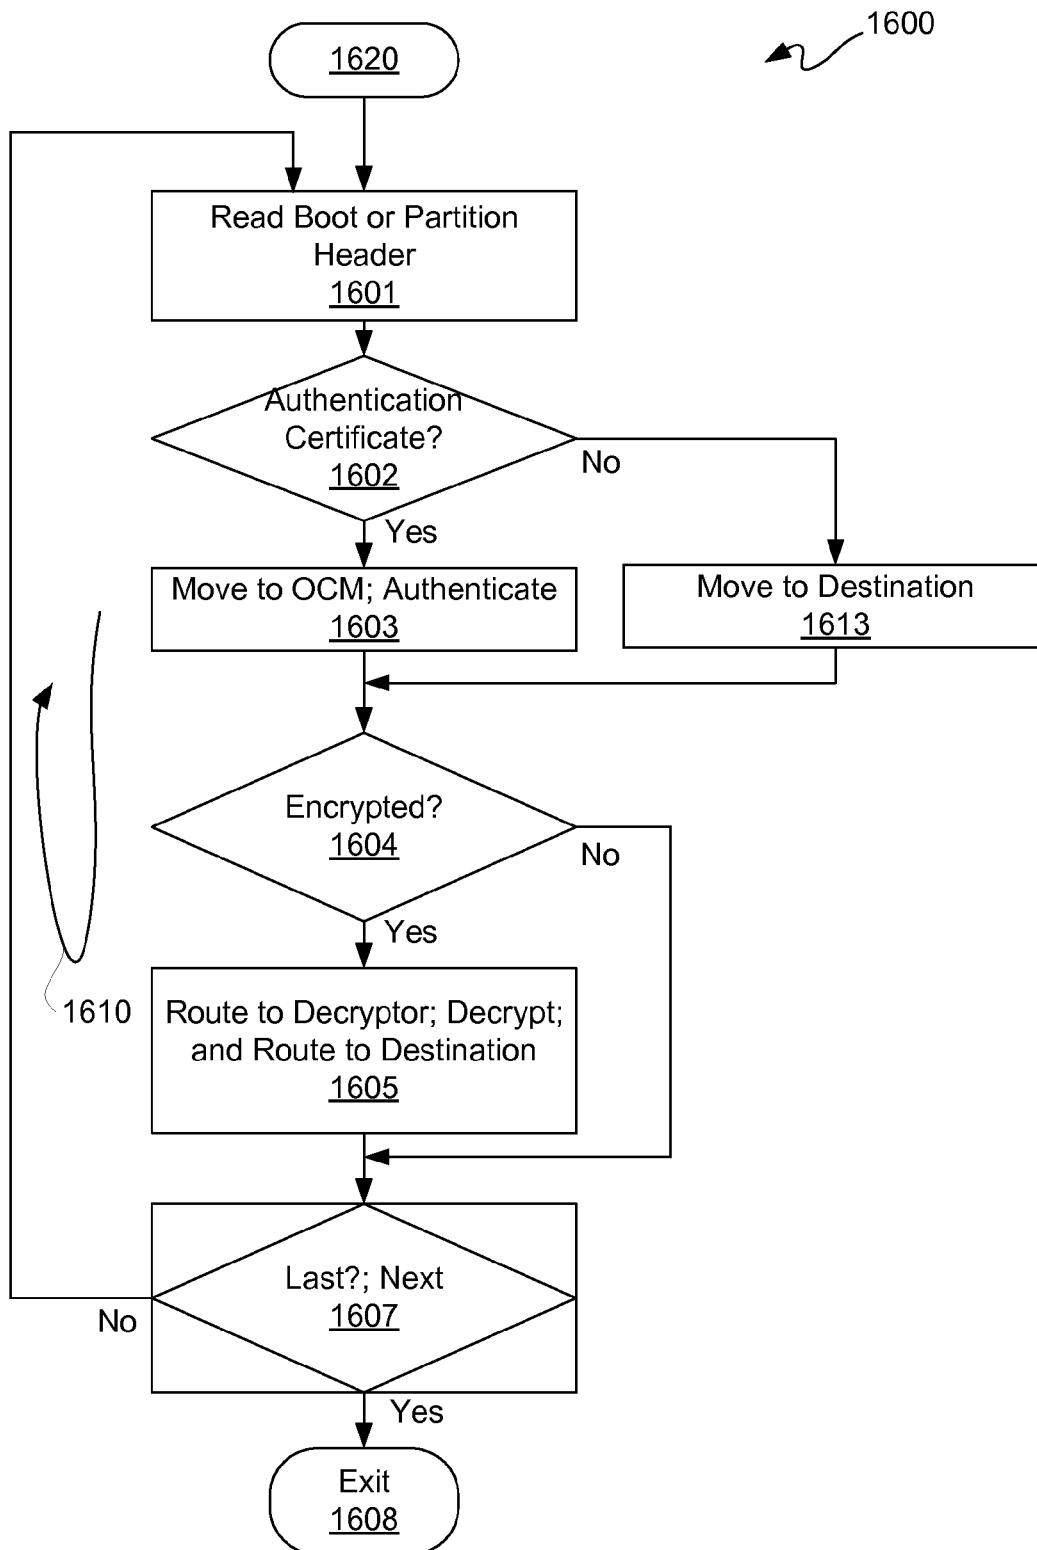 1600
1620
Read Boot or Partition
Header
1601
Authentication
Certificate?
1602
No
Yes
Move to OCM; Authenticate
1603
Move to Destination
1613
Encrypted?
1604
No
Yes
Route to Decryptor; Decrypt;
and Route to Destination
1605
1610
Last?; Next
1607
No
Yes
Exit
1608